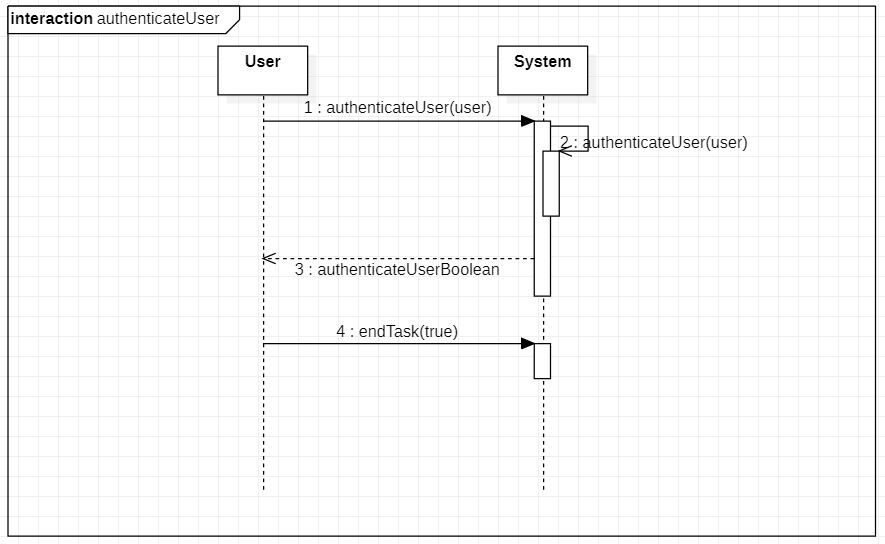 interaction authenticateUser
User
System
1 : authenticateUser(user)
2 : authenticateUser(user)
3 : authenticateUserBoolean
4 : endTask(true)